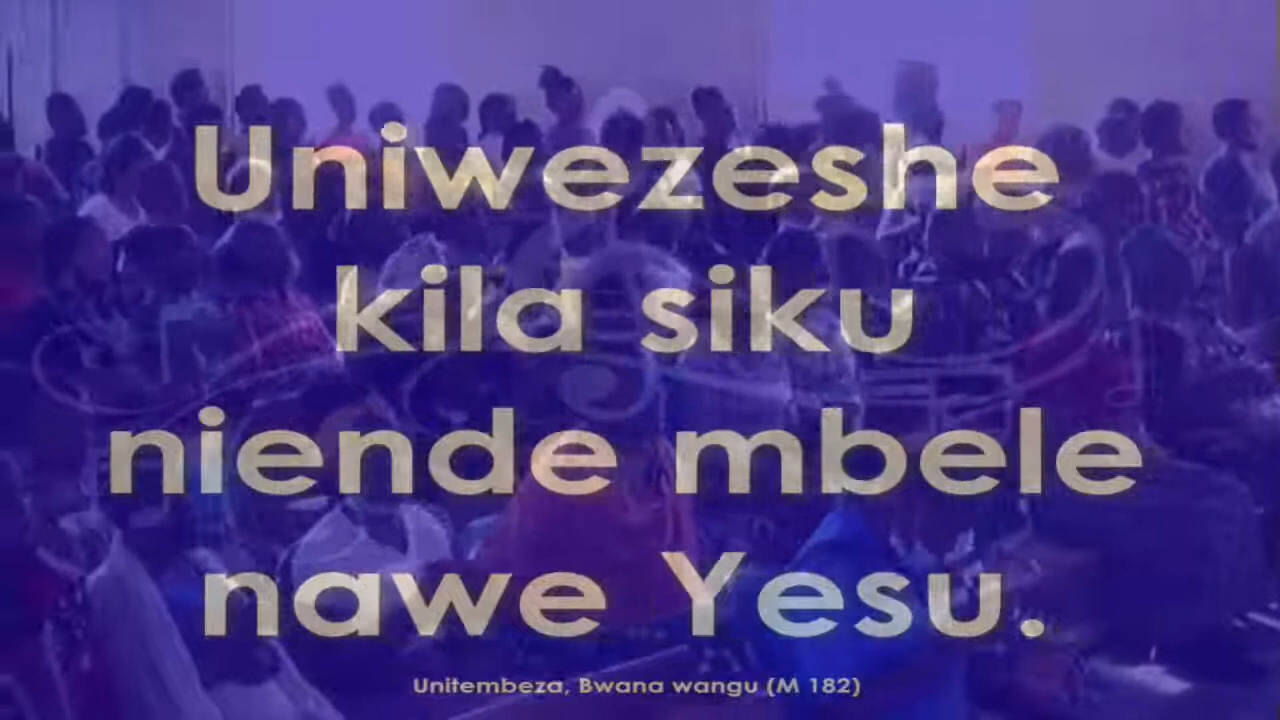 Uniwezeshe
kila siku
niende mbele
nawe Yesu.
Unitembeza, Bwana wangu (M 182)